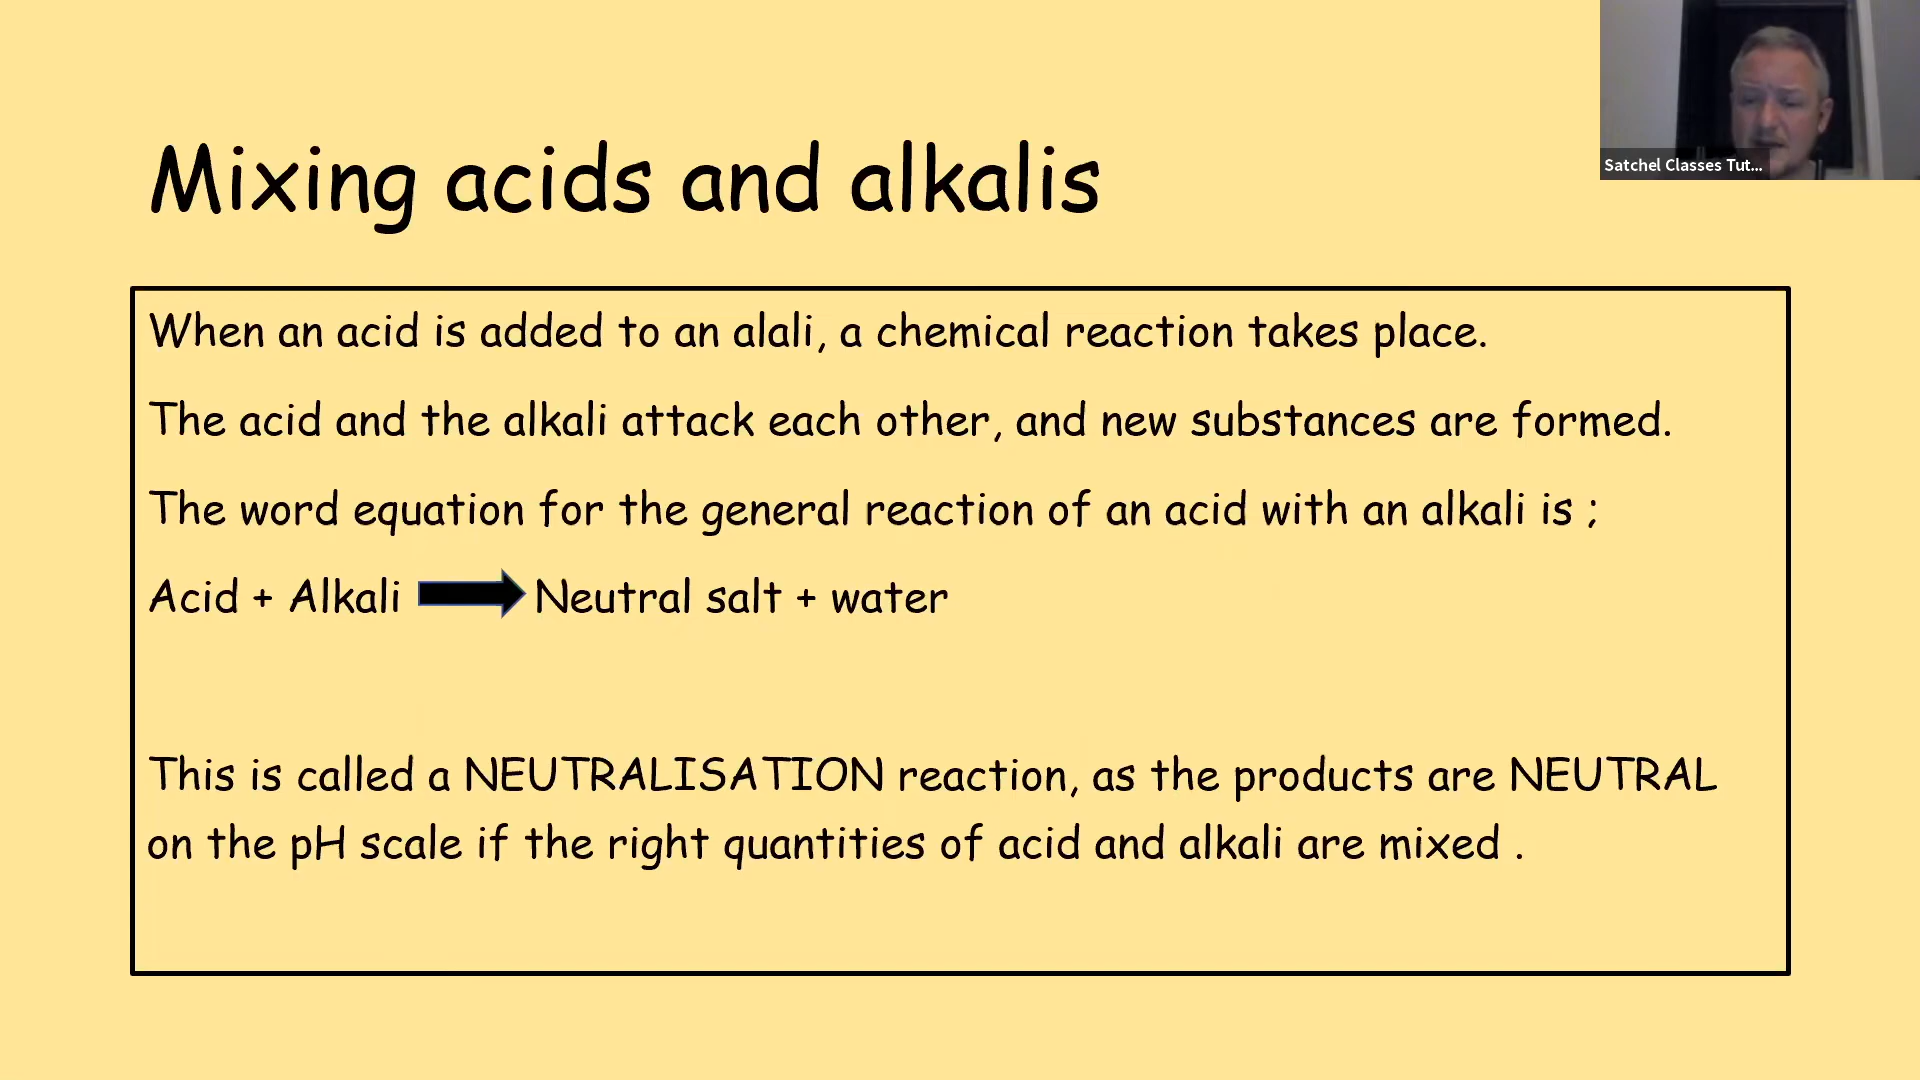 Satchel Classes Tut...
Mixing acids and alkalis
When an acid is added to an alali, a chemical reaction takes place.
The acid and the alkali attack each other, and new substances are formed.
The word equation for the general reaction of an acid with an alkali is ;
Acid + Alkali Neutral salt + water
This is called a NEUTRALISATION reaction, as the products are NEUTRAL
on the pH scale if the right quantities of acid and alkali are mixed .